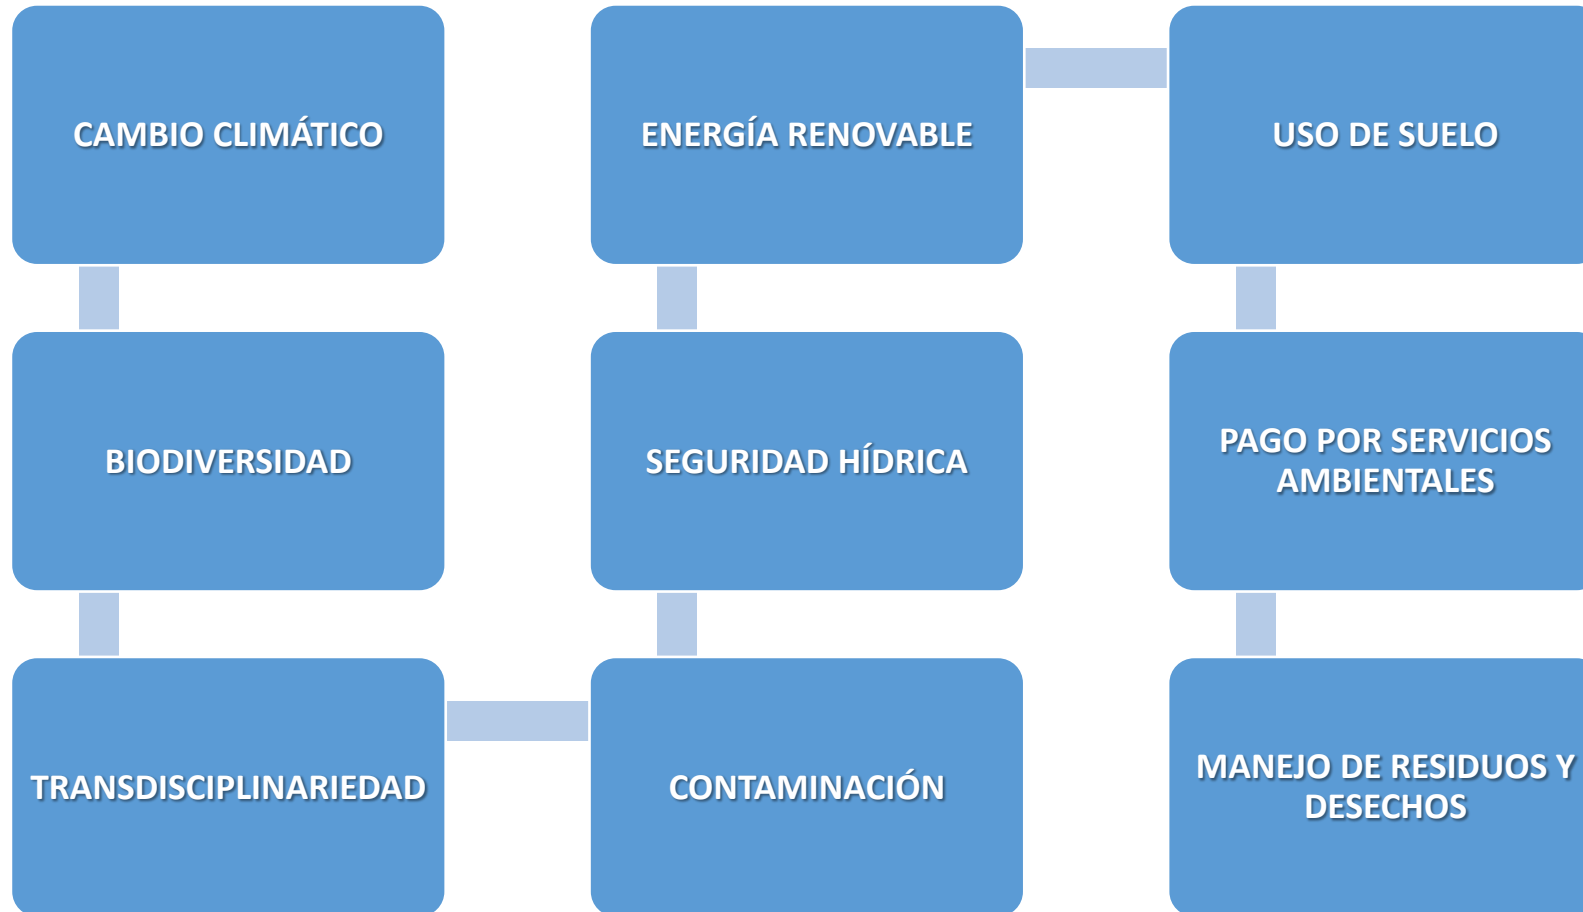 CAMBIO CLIMÁTICO
BIODIVERSIDAD
TRANSDISCIPLINARIEDAD
CONTAMINACIÓN
SEGURIDAD HÍDRICA
ENERGÍA RENOVABLE
USO DE SUELO
PAGO POR SERVICIOS
AMBIENTALES
MANEJO DE RESIDUOS Y
DESECHOS